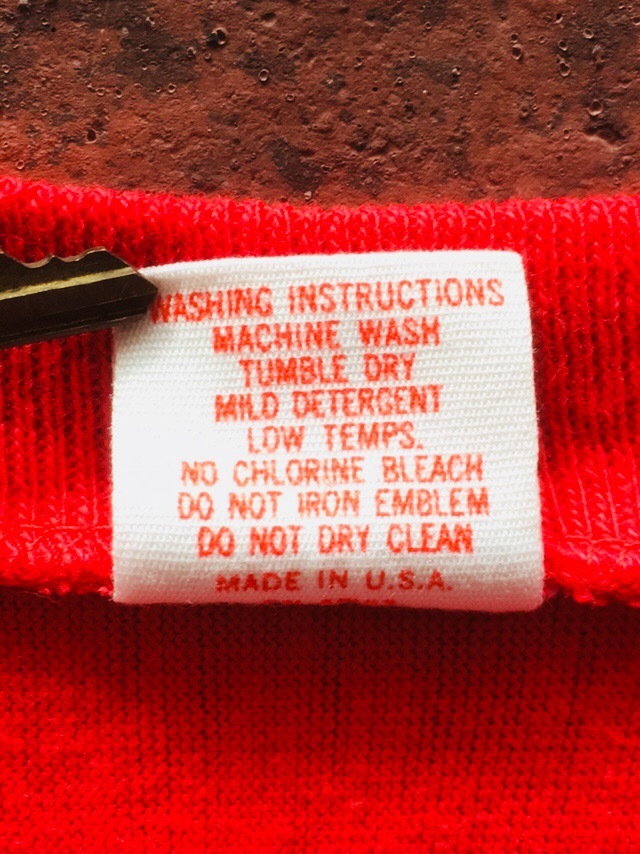 WASHING INSTRUCTIONS
MACHINE WASH
TUMBLE DRY
MILD DETERGENT
LOW TEMPS.
NO CHLORINE BLEACH
DO NOT IRON EMBLEM
DO NOT DRY CLEAN
MADE IN U.S.A.